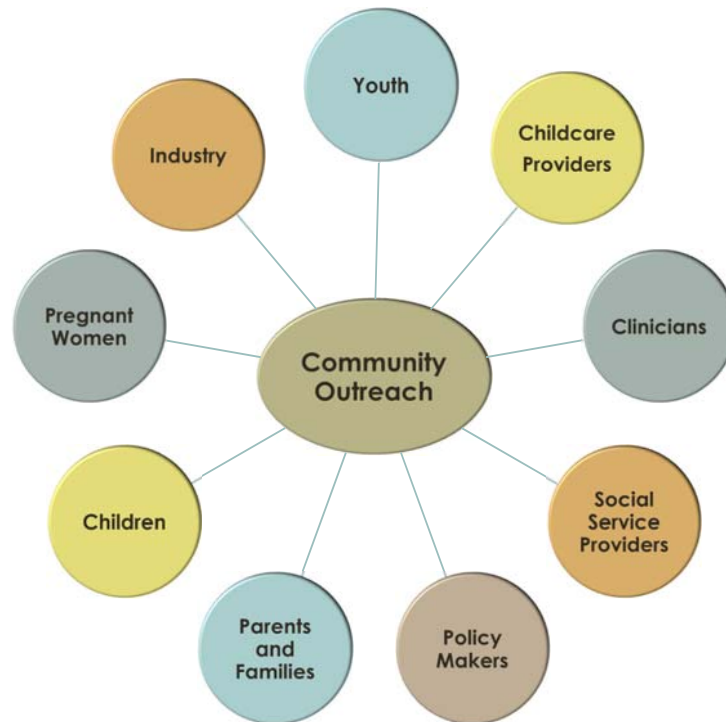 Youth
Childcare
Providers
Industry
Pregnant
Women
Clinicians
Community
Outreach
Children
Social
Service
Providers
Parents
and
Families
Policy
Makers